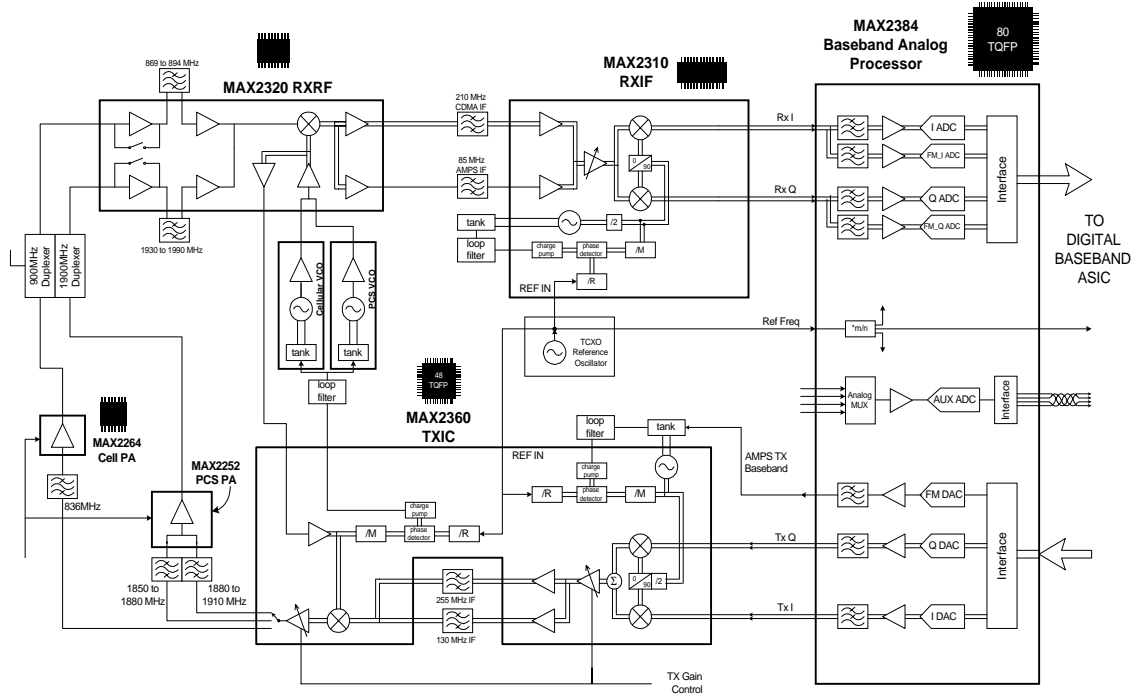 MAX2384
Baseband Analog
Processor
80
TQFP
869 to 894 MHz
MAX2320 RXRF
MAX2310
RXIF
210 MHz
CDMA IF
85 MHz
AMPS IF
1930 to 1990 MHz
0
90
tank
/2
loop
filter
charge
pump
phase
detector
/M
/R
REF IN
Rx I
Rx Q
I ADC
FM_I ADC
Q ADC
FM_Q ADC
Interface
TO
DIGITAL
BASEBAND
ASIC
900MHz
Duplexer
1900MHz
Duplexer
Cellular VCO
PCS VCO
tank
tank
loop
filter
TCXO
Reference
Oscillator
Ref Freq
*m/n
Analog
MUX
AUX ADC
Interface
48
TQFP
MAX2360
TXIC
MAX2264
Cell PA
MAX2252
PCS PA
836MHz
1850 to
1880 MHz
1880 to
1910 MHz
REF IN
loop
filter
tank
charge
pump
/R
phase
detector
/M
AMPS TX
Baseband
charge
pump
/M
phase
detector
/R
255 MHz IF
130 MHz IF
Σ
0
90
/2
Tx Q
Tx I
FM DAC
Q DAC
I DAC
Interface
TX Gain
Control